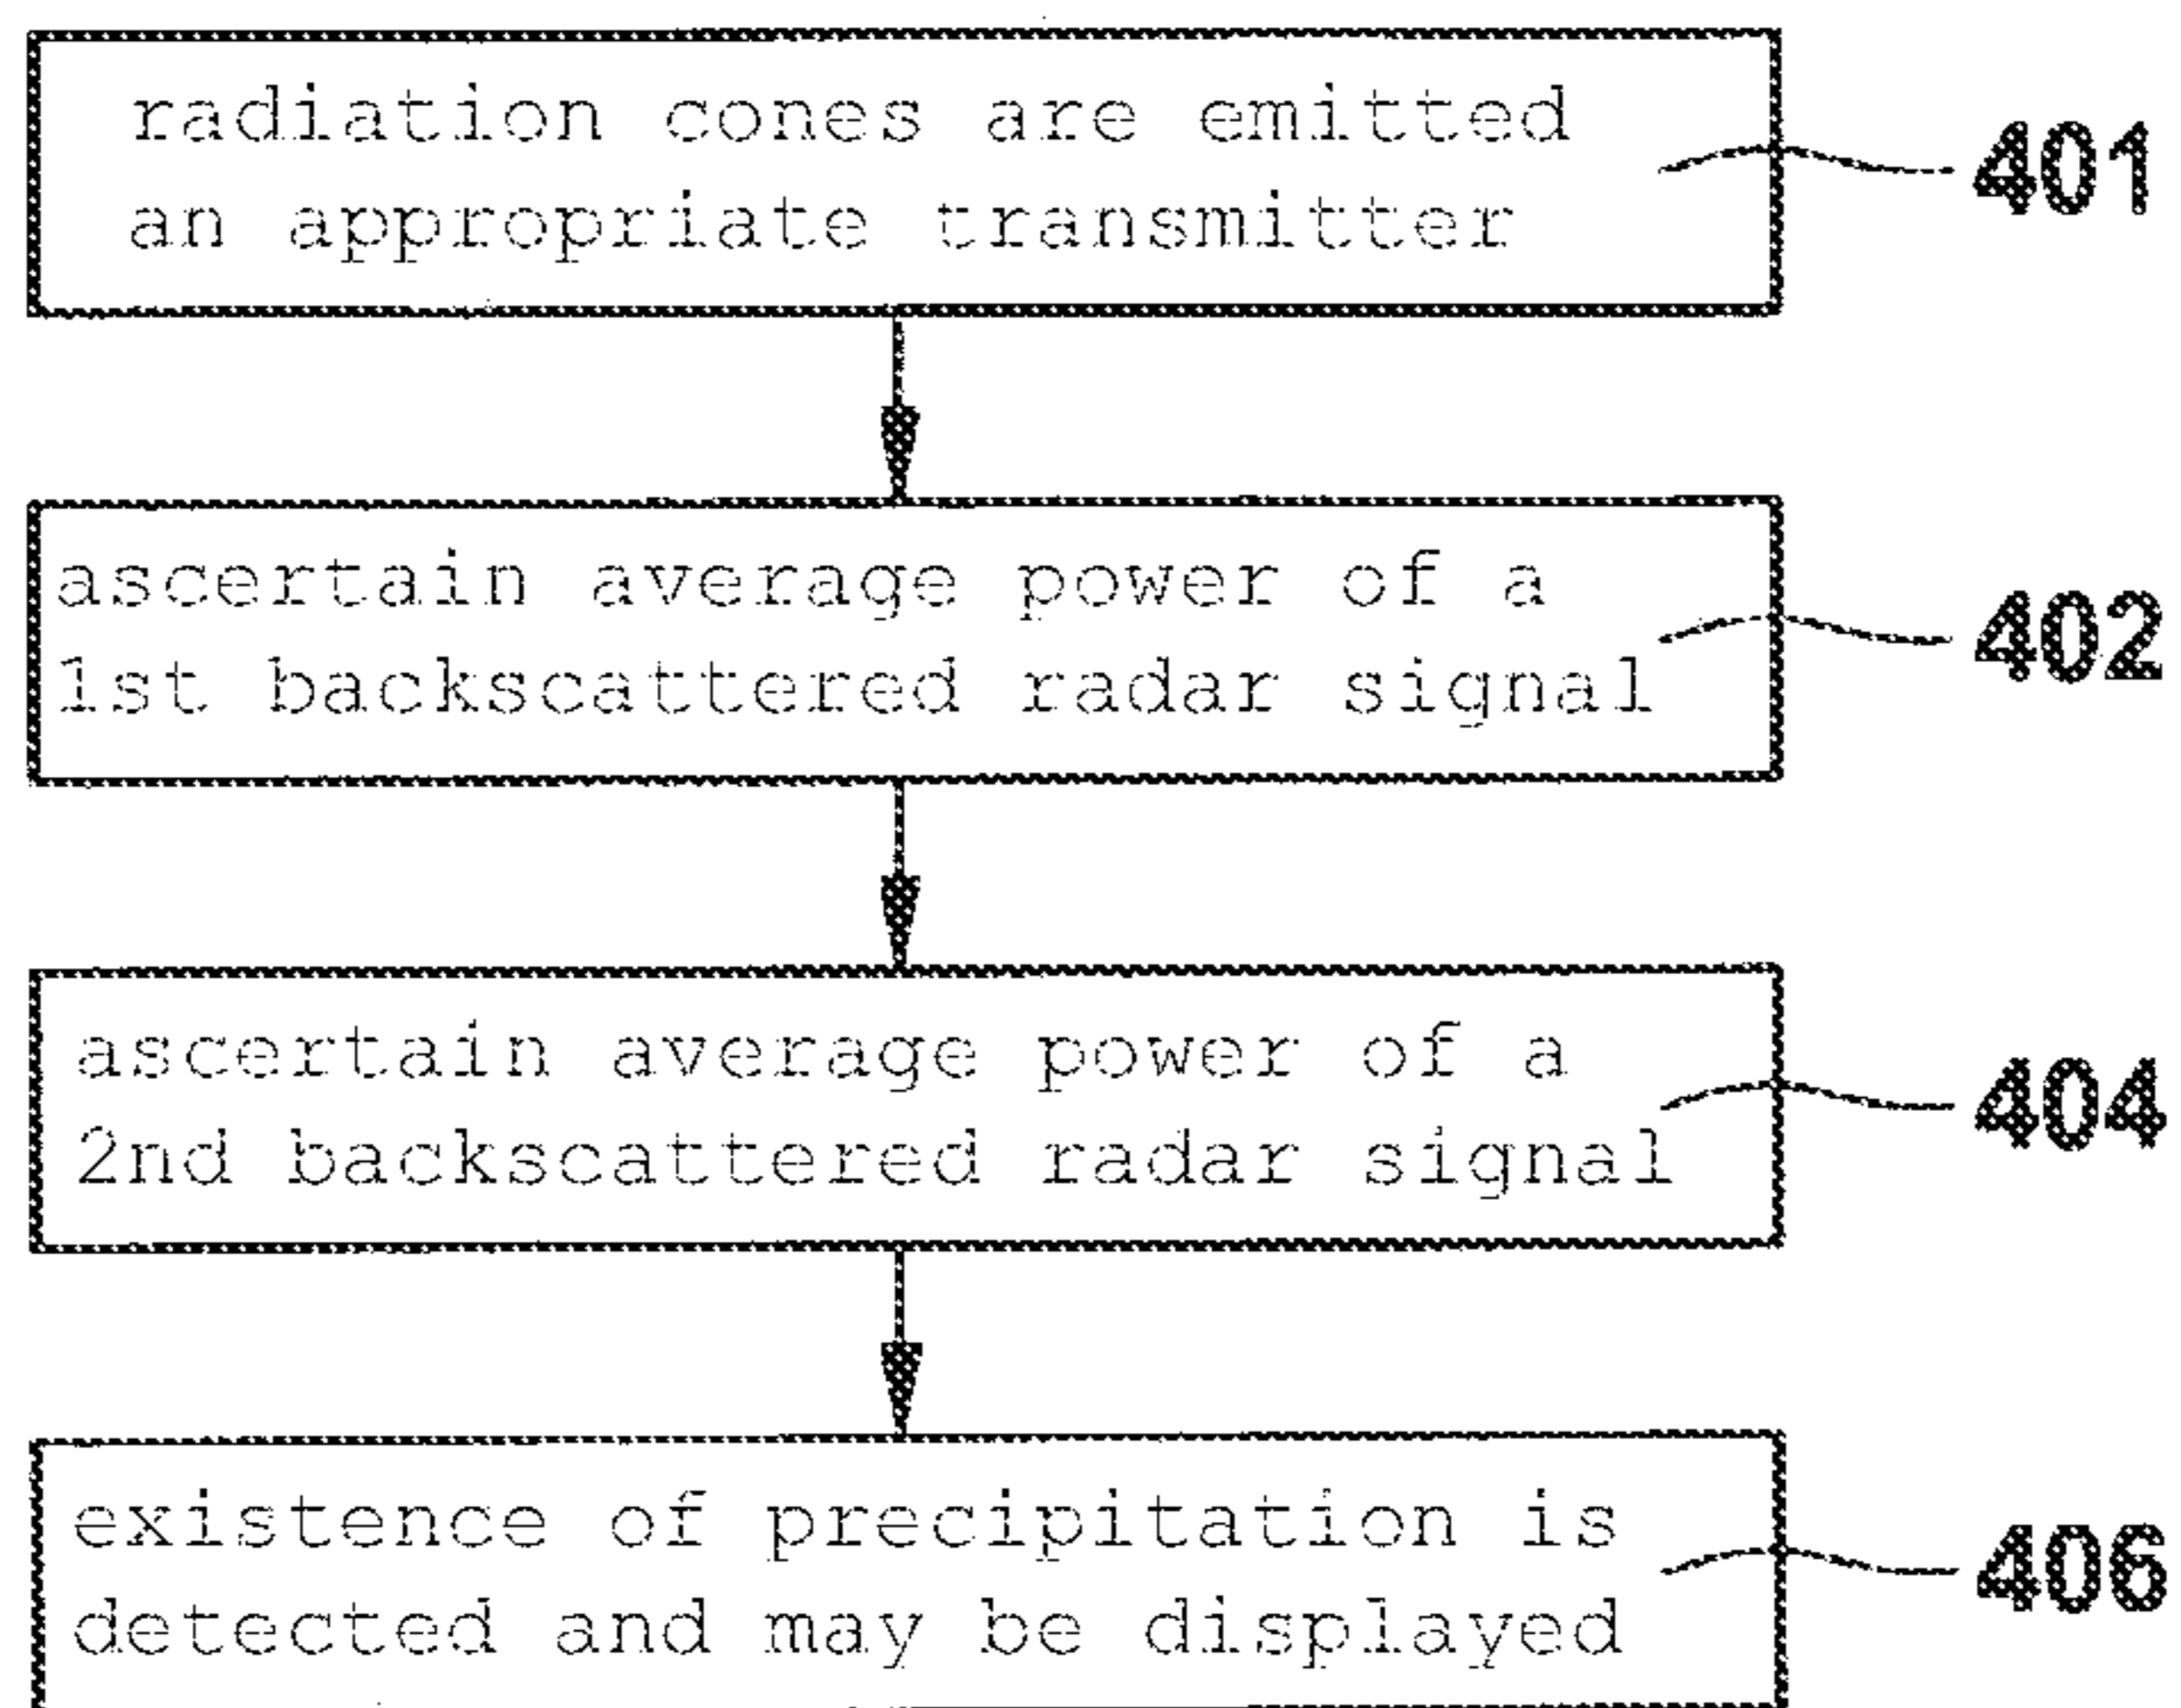 radiation cones are emitted
an appropriate transmitter
401
ascertain average power of a
1st backscattered radar signal
402
ascertain average power of a
2nd backscattered radar signal
404
existence of precipitation is
detected and may be displayed
406